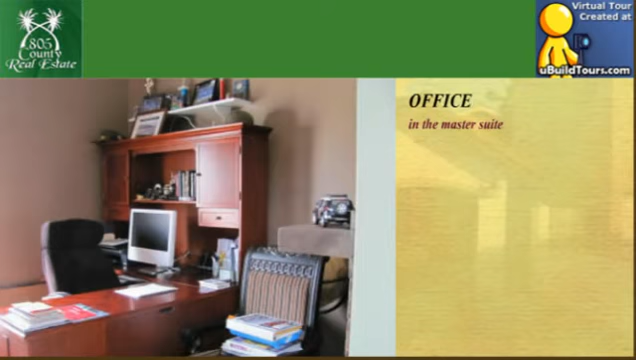 805
County
Real Estate
Virtual Tour
Created at
uBuildTours.com
OFFICE
in the master suite